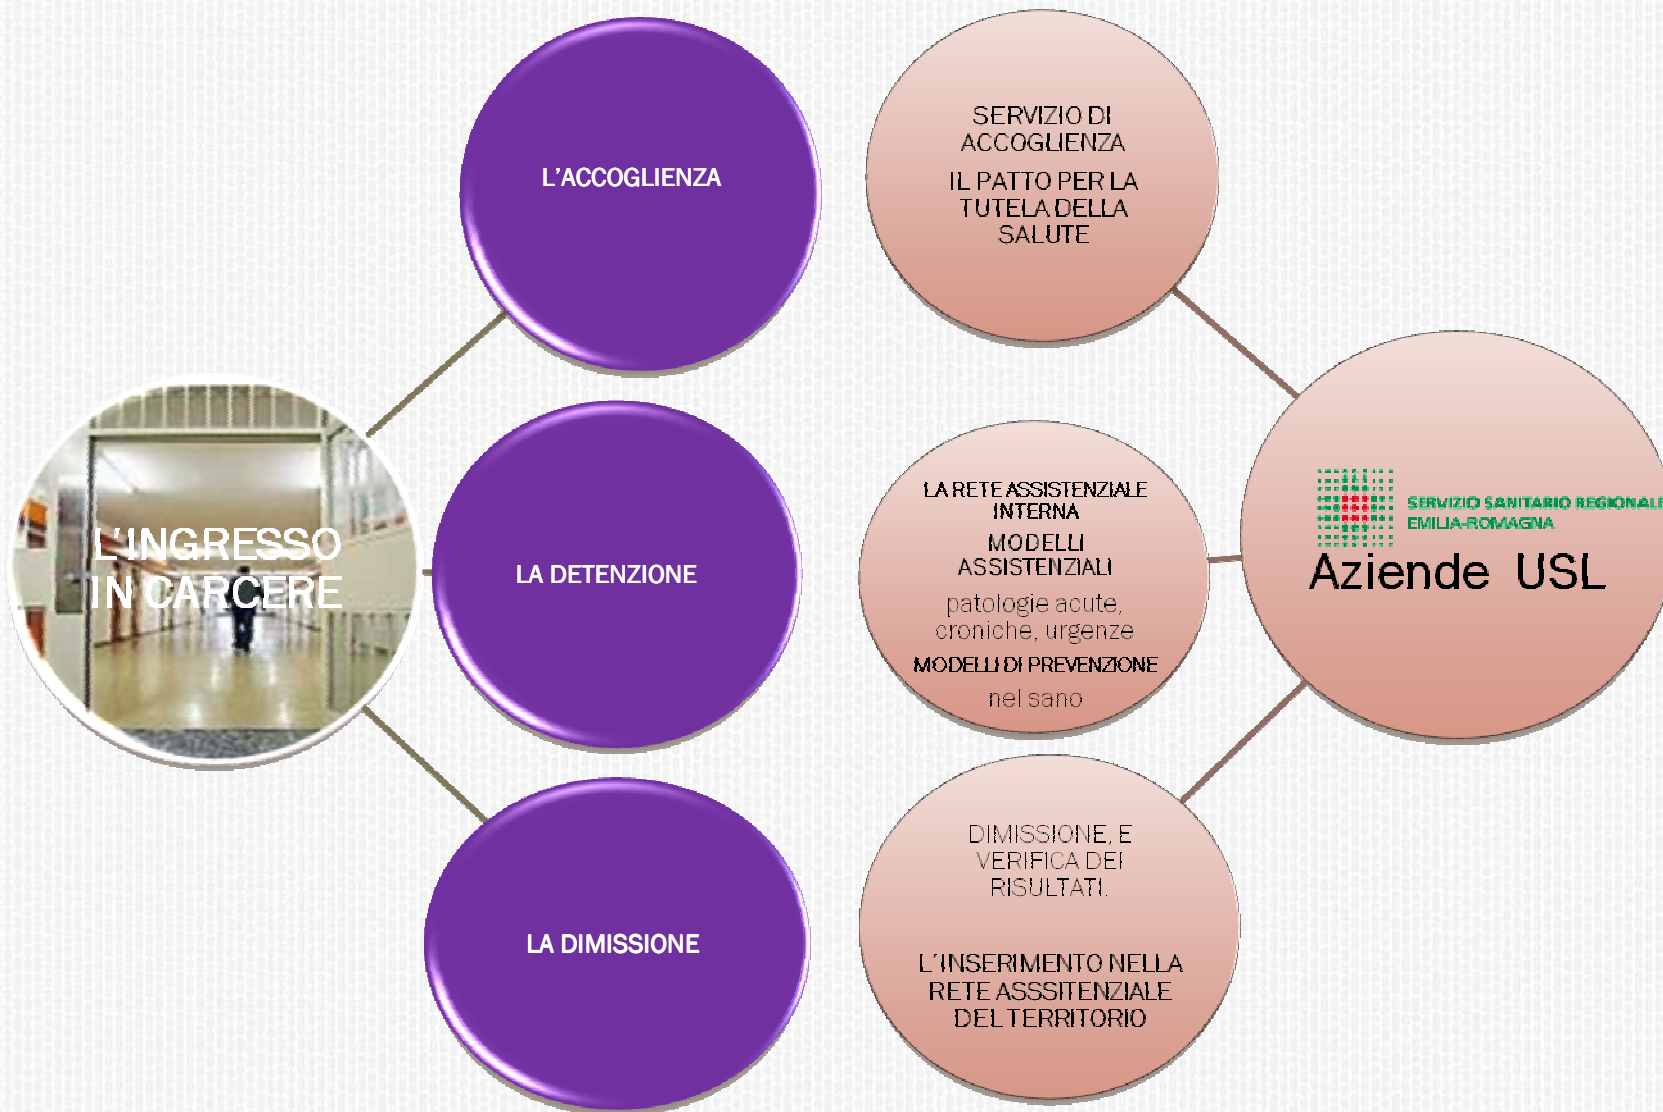 L'ACCOGLIENZA
SERVIZIO DI
ACCOGLIENZA
IL PATTO PER LA
TUTELA DELLA
SALUTE
L'INGRESSO
IN CARCERE
LA DETENZIONE
LA RETE ASSISTENZIALE
INTERNA
MODELLI
ASSISTENZIALI
patologie acute,
croniche, urgenze
MODELLI DI PREVENZIONE
nel sano
SERVIZIO SANITARIO REGIONALE
EMILIA-ROMAGNA
Aziende USL
LA DIMISSIONE
DIMISSIONE, E
VERIFICA DEI
RISULTATI.
L'INSERIMENTO NELLA
RETE ASSSITENZIALE
DEL TERRITORIO